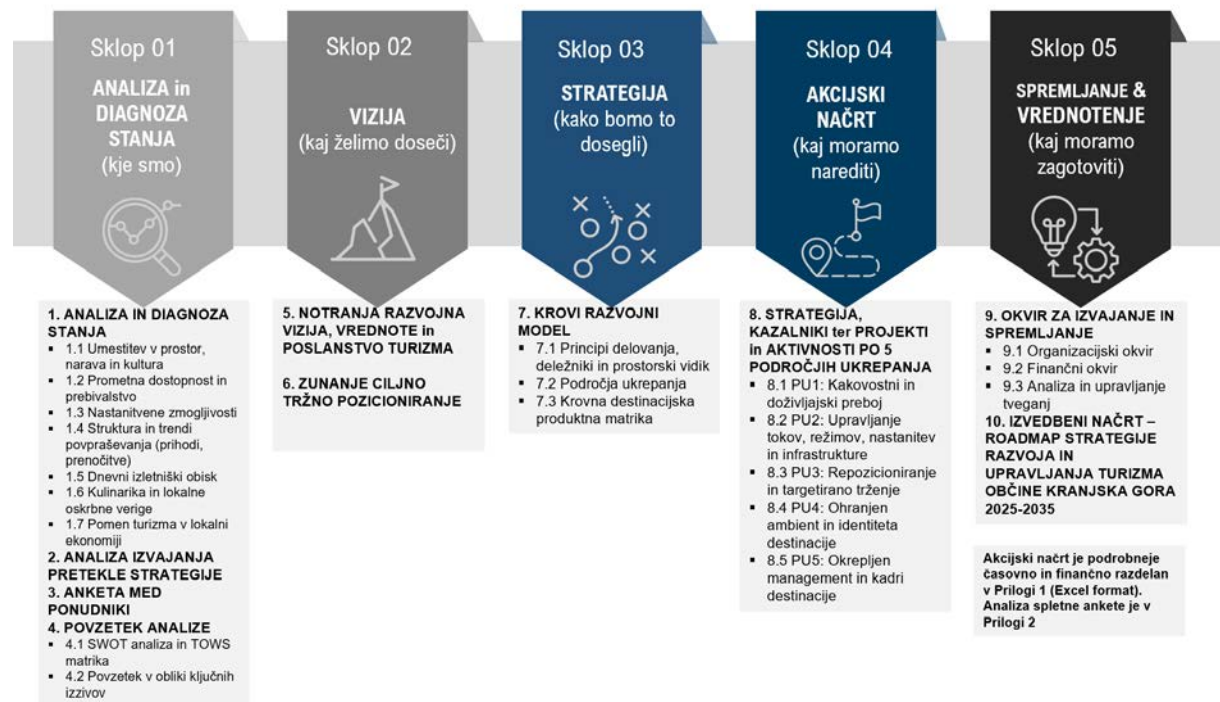 Sklop 01
ANALIZA in
DIAGNOZA
STANJA
(kje smo)
1. ANALIZA IN DIAGNOZA
STANJA
▪ 1.1 Umestitev v prostor,
narava in kultura
▪ 1.2 Prometna dostopnost in
prebivalstvo
▪ 1.3 Nastanitvene zmogljivosti
▪ 1.4 Struktura in trendi
povpraševanja (prihodi,
prenočitve)
▪ 1.5 Dnevni izletniški obisk
▪ 1.6 Kulinarika in lokalne
oskrbne verige
▪ 1.7 Pomen turizma v lokalni
ekonomiji
2. ANALIZA IZVAJANJA
PRETEKLE STRATEGIJE
3. ANKETA MED
PONUDNIKI
4. POVZETEK ANALIZE
▪ 4.1 SWOT analiza in TOWS
matrika
▪ 4.2 Povzetek v obliki ključnih
izzivov
Sklop 02
VIZIJA
(kaj želimo doseči)
5. NOTRANJA RAZVOJNA
VIZIJA, VREDNOTE in
POSLANSTVO TURIZMA
6. ZUNANJE CILJNO
TRŽNO POZICIONIRANJE
Sklop 03
STRATEGIJA
(kako bomo to
dosegli)
7. KROVI RAZVOJNI
MODEL
▪ 7.1 Principi delovanja,
deležniki in prostorski vidik
▪ 7.2 Področja ukrepanja
▪ 7.3 Krovna destinacijska
produktna matrika
Sklop 04
AKCIJSKI
NAČRT
(kaj moramo
narediti)
8. STRATEGIJA,
KAZALNIKI ter PROJEKTI
in AKTIVNOSTI PO 5
PODROČJIH UKREPANJA
▪ 8.1 PU1: Kakovostni in
doživljajski preboj
▪ 8.2 PU2: Upravljanje
tokov, režimov, nastanitev
in infrastrukture
▪ 8.3 PU3: Repozicioniranje
in targetirano trženje
▪ 8.4 PU4: Ohranjen
ambient in identiteta
destinacije
▪ 8.5 PU5: Okrepljen
management in kadri
destinacije
Sklop 05
SPREMLJANJE &
VREDNOTENJE
(kaj moramo
zagotoviti)
9. OKVIR ZA IZVAJANJE IN
SPREMLJANJE
▪ 9.1 Organizacijski okvir
▪ 9.2 Finančni okvir
▪ 9.3 Analiza in upravljanje
tveganj
10. IZVEDBENI NAČRT –
ROADMAP STRATEGIJE
RAZVOJA IN
UPRAVLJANJA TURIZMA
OBČINE KRANJSKA GORA
2025-2035
Akcijski načrt je podrobneje
časovno in finančno razdelan
v Prilogi 1 (Excel format).
Analiza spletne ankete je v
Prilogi 2